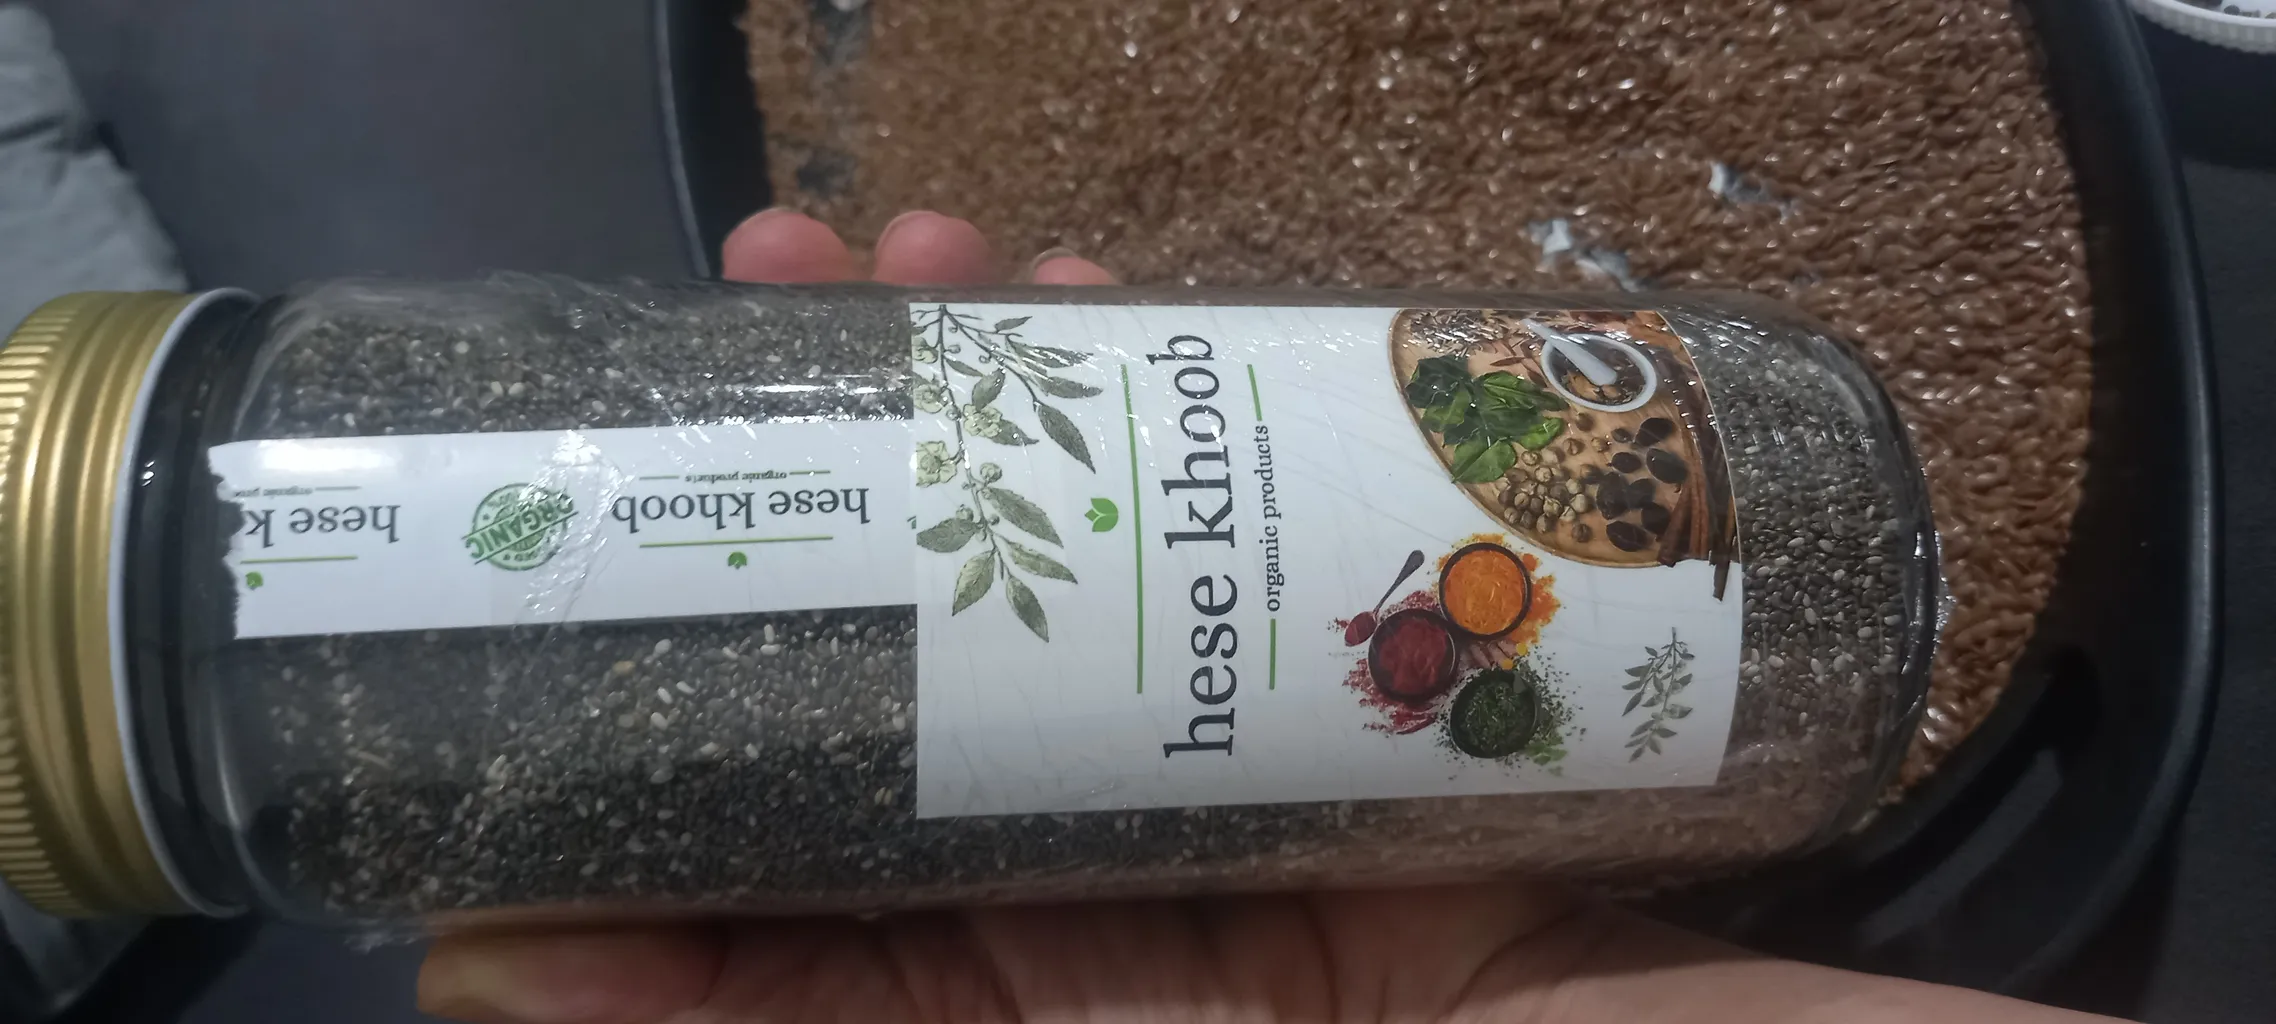 hese khoob
organic products
hese khoob
organic products
ORGANIC
hese k